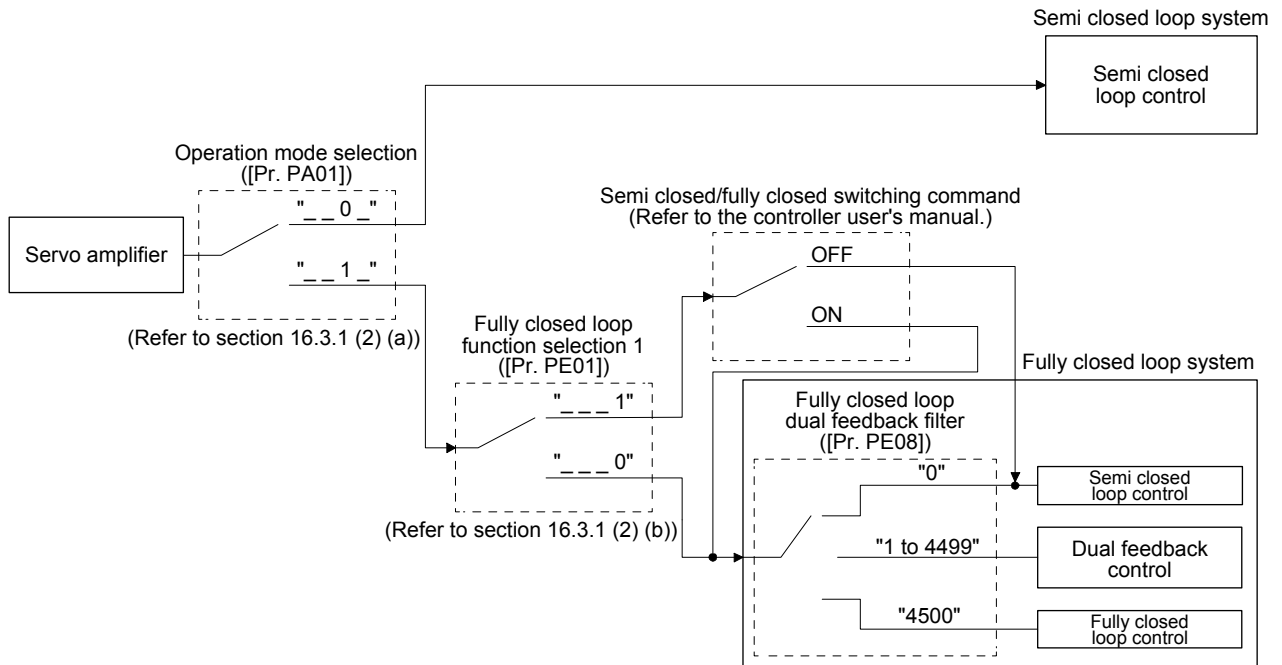 Semi closed loop system
Semi closed
loop control
Operation mode selection
([Pr. PA01])
"_ _ 0 _"
"_ _ 1 _"
Servo amplifier
(Refer to section 16.3.1 (2) (a))
Semi closed/fully closed switching command
(Refer to the controller user's manual.)
OFF
ON
Fully closed loop
function selection 1
([Pr. PE01])
"_ _ _ 1"
"_ _ _ 0"
(Refer to section 16.3.1 (2) (b))
Fully closed loop system
Fully closed loop
dual feedback filter
([Pr. PE08])
"0"
Semi closed
loop control
"1 to 4499"
Dual feedback
control
"4500"
Fully closed
loop control